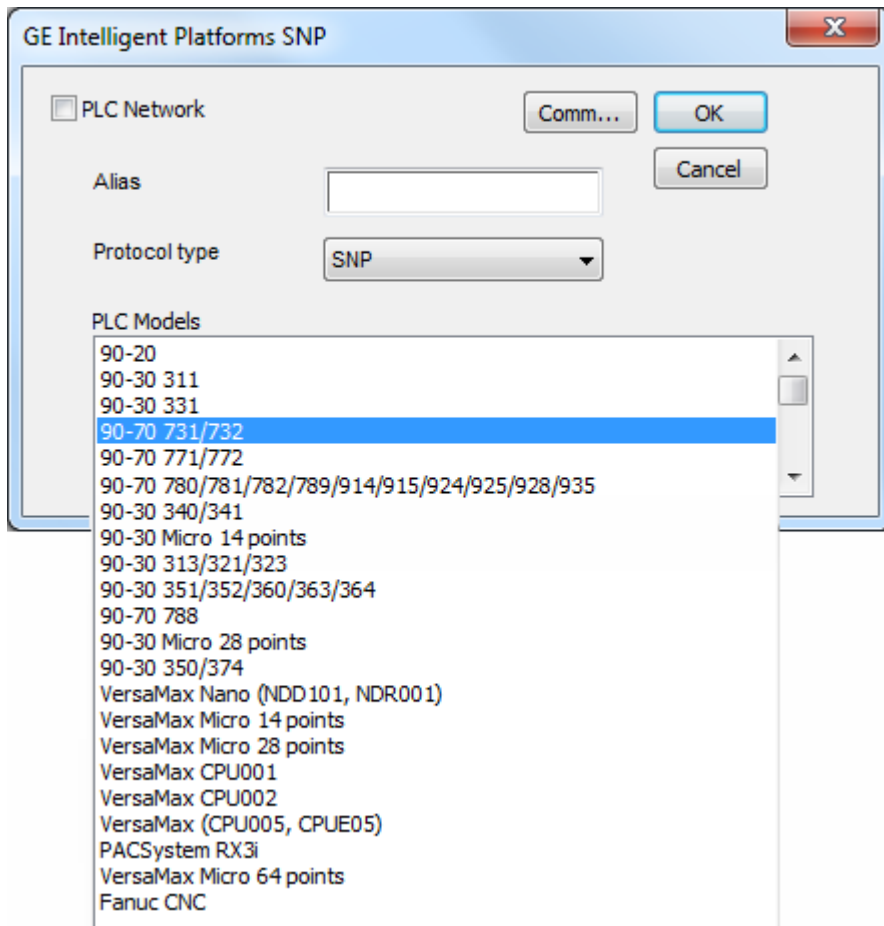 GE Intelligent Platforms SNP
PLC Network
Comm...
OK
Cancel
Alias
Protocol type
SNP
PLC Models
90-20
90-30 311
90-30 331
90-70 731/732
90-70 771/772
90-70 780/781/782/789/914/915/924/925/928/935
90-30 340/341
90-30 Micro 14 points
90-30 313/321/323
90-30 351/352/360/363/364
90-70 788
90-30 Micro 28 points
90-30 350/374
VersaMax Nano (NDD101, NDR001)
VersaMax Micro 14 points
VersaMax Micro 28 points
VersaMax CPU001
VersaMax CPU002
VersaMax (CPU005, CPUE05)
PACSystem RX3i
VersaMax Micro 64 points
Fanuc CNC